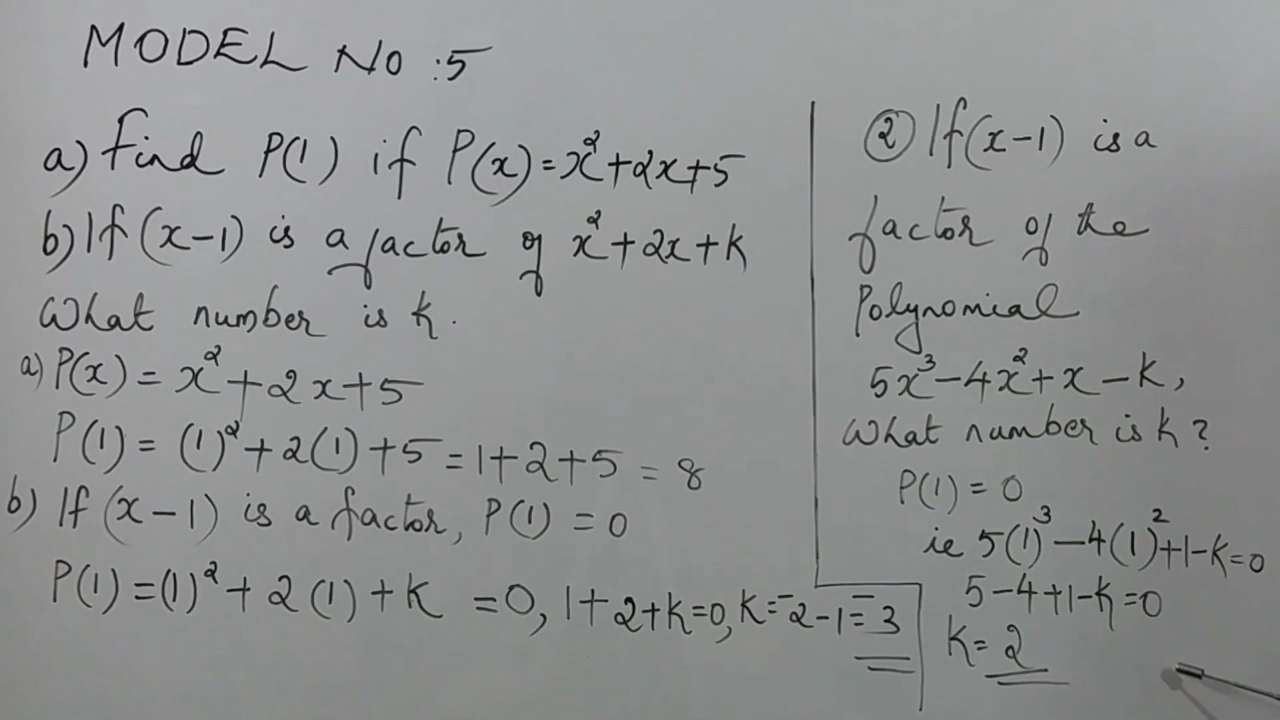 MODEL No :5
a) Find P(1) if P(x)=x²+2x+5
b) If (x-1) is a factor of x²+2x+k
What number is k.
a) P(x) = x²+2x+5
P(1) = (1)²+2(1)+5=1+2+5=8
b) If (x-1) is a factor, P(1) = 0
P(1)=(1)²+2(1)+k =0, 1+2+k=0, k=-2-1=-3
② If (x-1) is a
factor of the
Polynomial
5x³-4x²+x-k,
What number is k?
P(1) = 0
ie 5(1)³-4(1)²+1-k=0
5-4+1-k=0
k=2